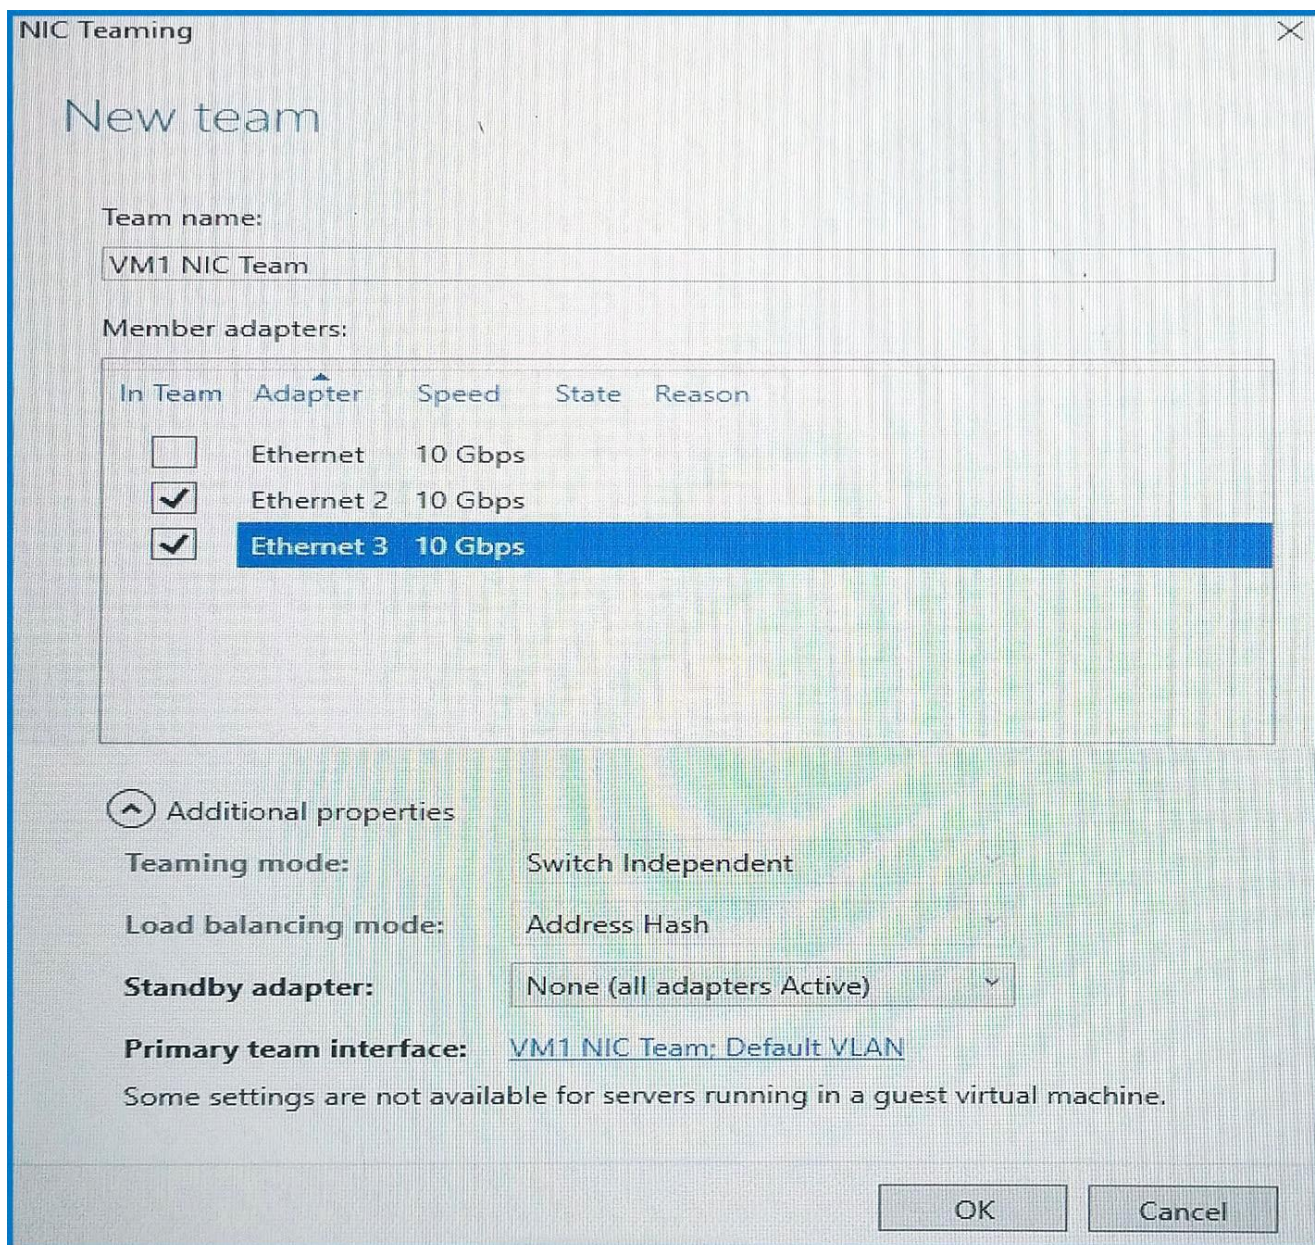 NIC Teaming
New team
Team name:
VM1 NIC Team
Member adapters:
In Team Adapter Speed State Reason
Ethernet 10 Gbps
Ethernet 2 10 Gbps
Ethernet 3 10 Gbps
Additional properties
Teaming mode: Switch Independent
Load balancing mode: Address Hash
Standby adapter: None (all adapters Active)
Primary team interface: VM1 NIC Team; Default VLAN
Some settings are not available for servers running in a guest virtual machine.
OK Cancel